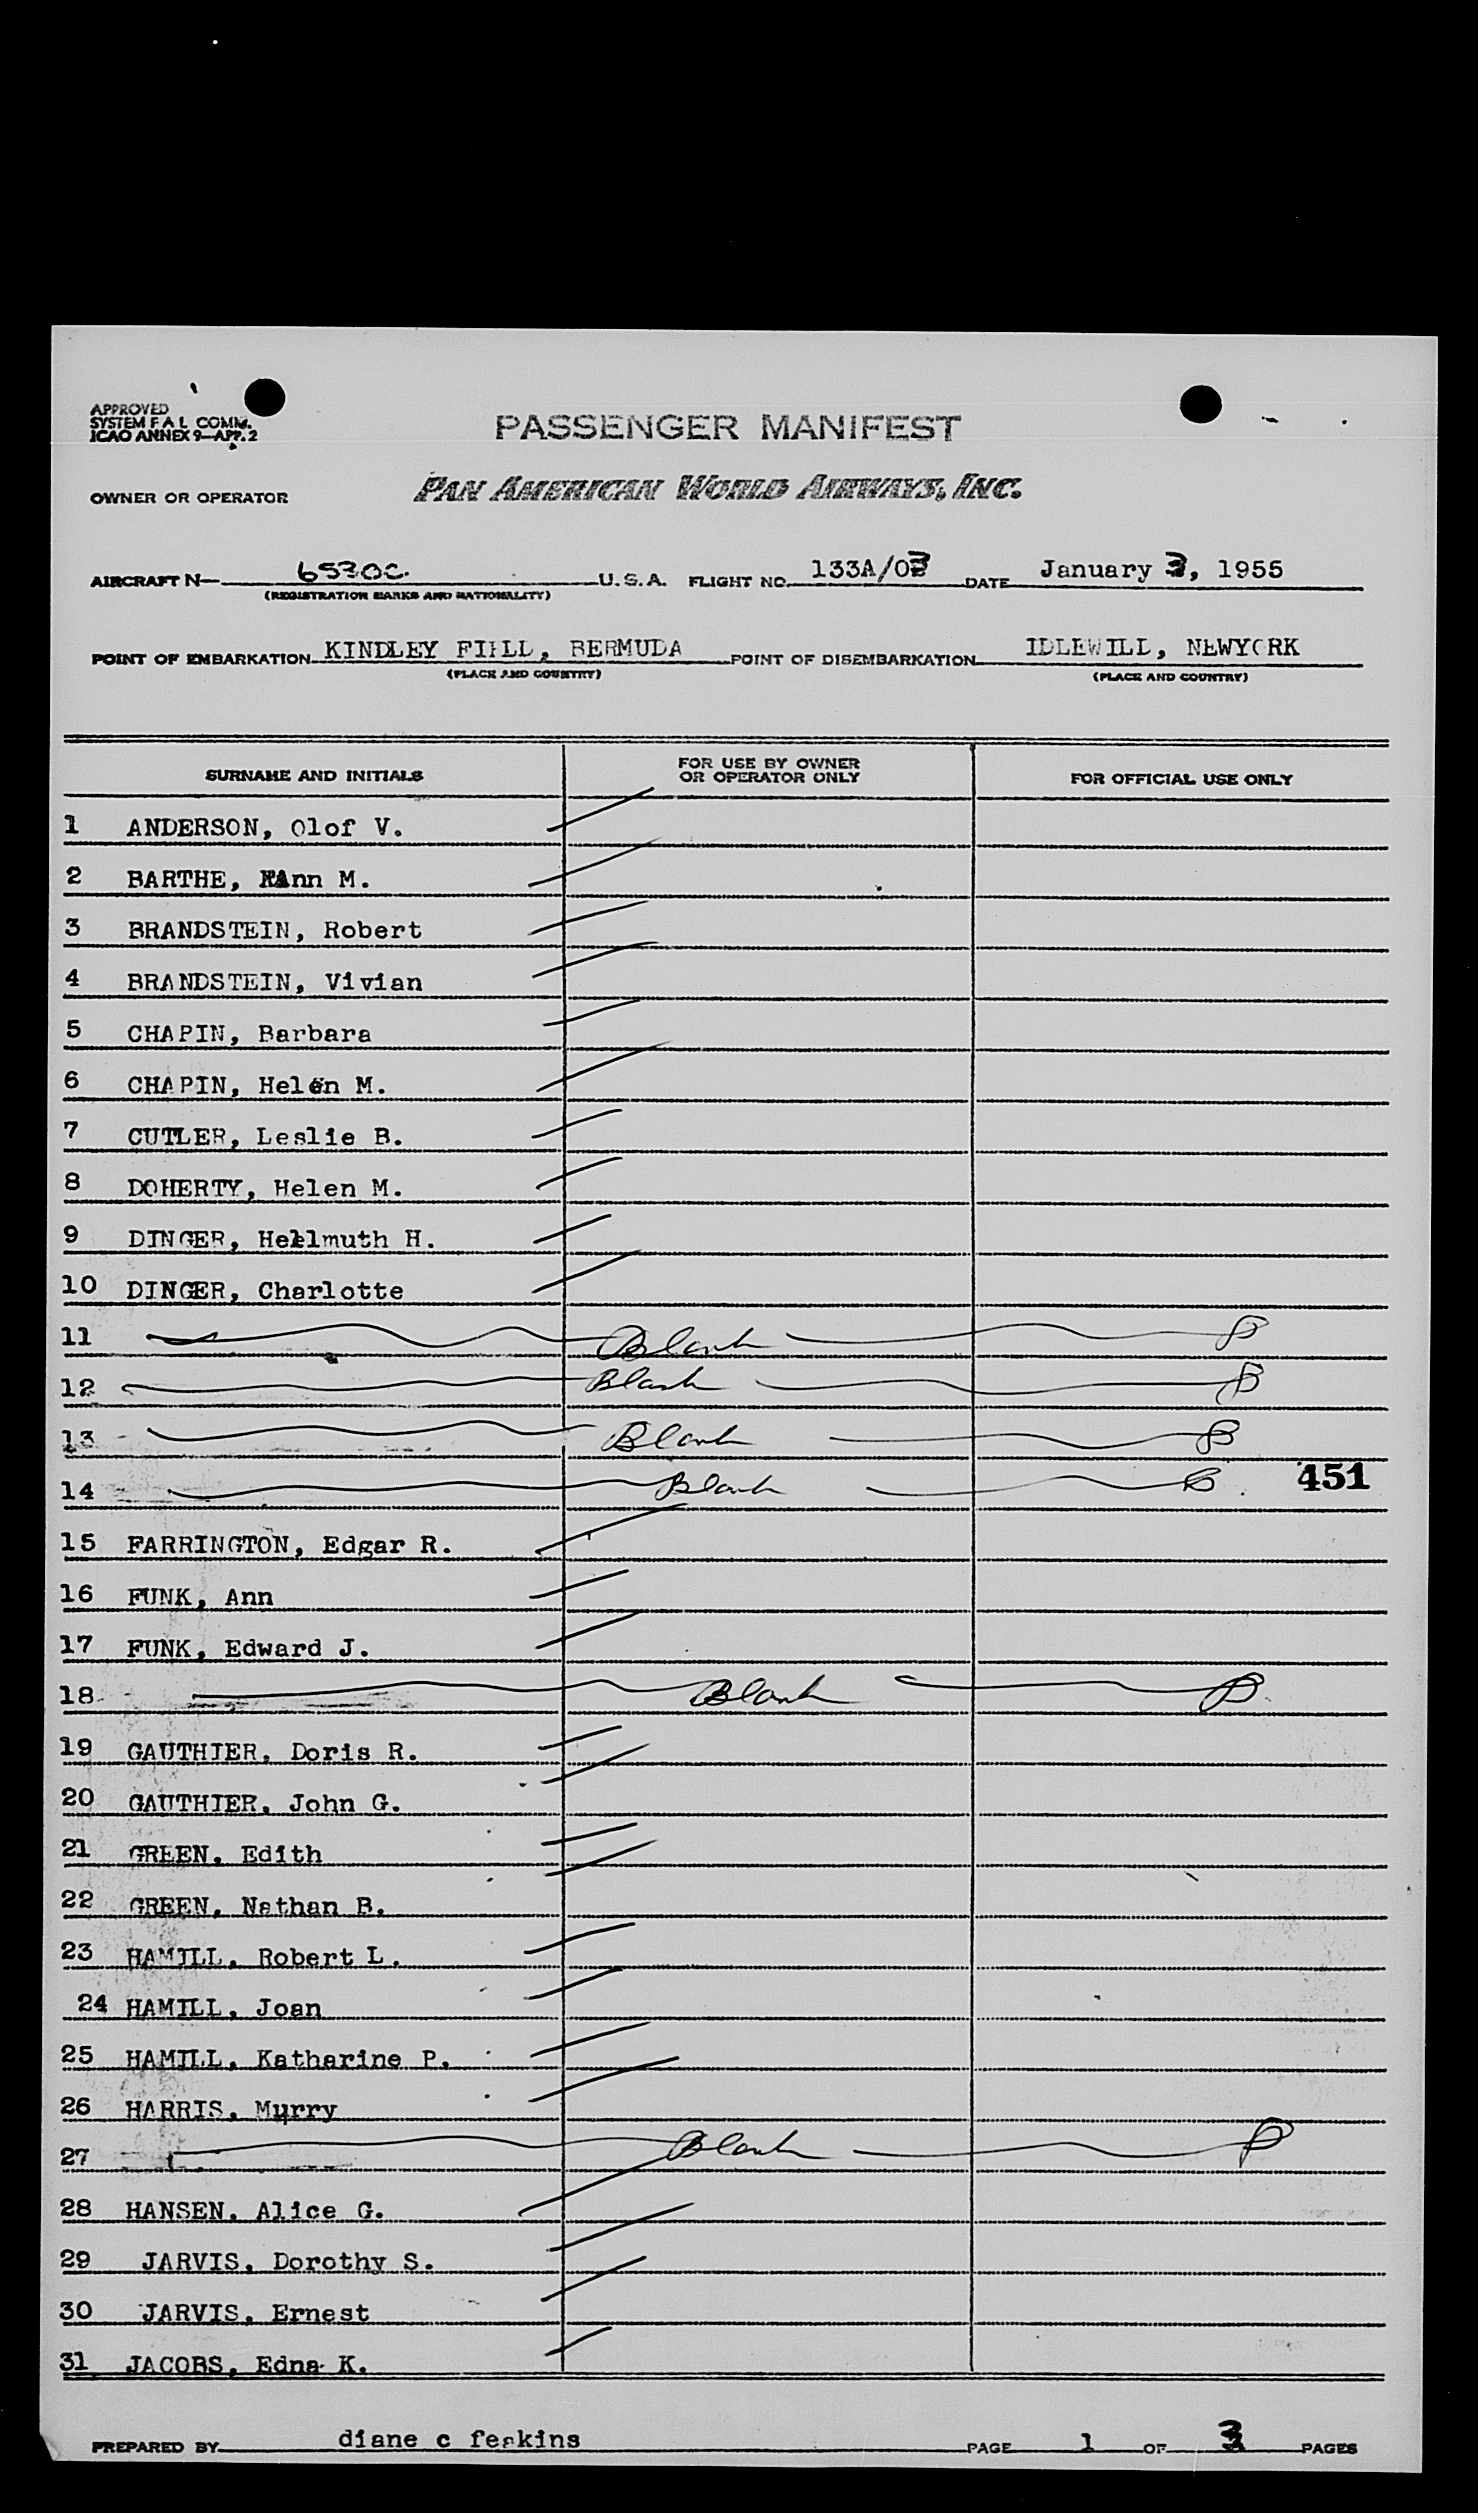 APPROVED
SYSTEM F A L COMM.
ICAO ANNEX 9—APP. 2
PASSENGER MANIFEST
OWNER OR OPERATOR PAN AMERICAN WORLD AIRWAYS, INC.
AIRCRAFT N— 6530C U.S.A. FLIGHT NO. 133A/03 DATE January 3, 1955
(REGISTRATION MARKS AND NATIONALITY)
POINT OF EMBARKATION KINDLEY FIELD, BERMUDA POINT OF DISEMBARKATION IDLEWILL, NEWYORK
(PLACE AND COUNTRY) (PLACE AND COUNTRY)
SURNAME AND INITIALS FOR USE BY OWNER OR OPERATOR ONLY FOR OFFICIAL USE ONLY
1 ANDERSON, Olof V.
2 BARTHE, Ann M.
3 BRANDSTEIN, Robert
4 BRANDSTEIN, Vivian
5 CHAPIN, Barbara
6 CHAPIN, Helen M.
7 CUTLER, Leslie B.
8 DOHERTY, Helen M.
9 DINGER, Hellmuth H.
10 DINGER, Charlotte
11 Blank B
12 Blank B
13 Blank B
14 Blank B 451
15 FARRINGTON, Edgar R.
16 FUNK, Ann
17 FUNK, Edward J.
18 Blank B
19 GAUTHIER, Doris R.
20 GAUTHIER, John G.
21 GREEN, Edith
22 GREEN, Nathan B.
23 HAMILL, Robert L.
24 HAMILL, Joan
25 HAMILL, Katharine P.
26 HARRIS, Murry
27 Blank B
28 HANSEN, Alice G.
29 JARVIS, Dorothy S.
30 JARVIS, Ernest
31 JACOBS, Edna K.
PREPARED BY diane c feakins PAGE 1 OF 3 PAGES